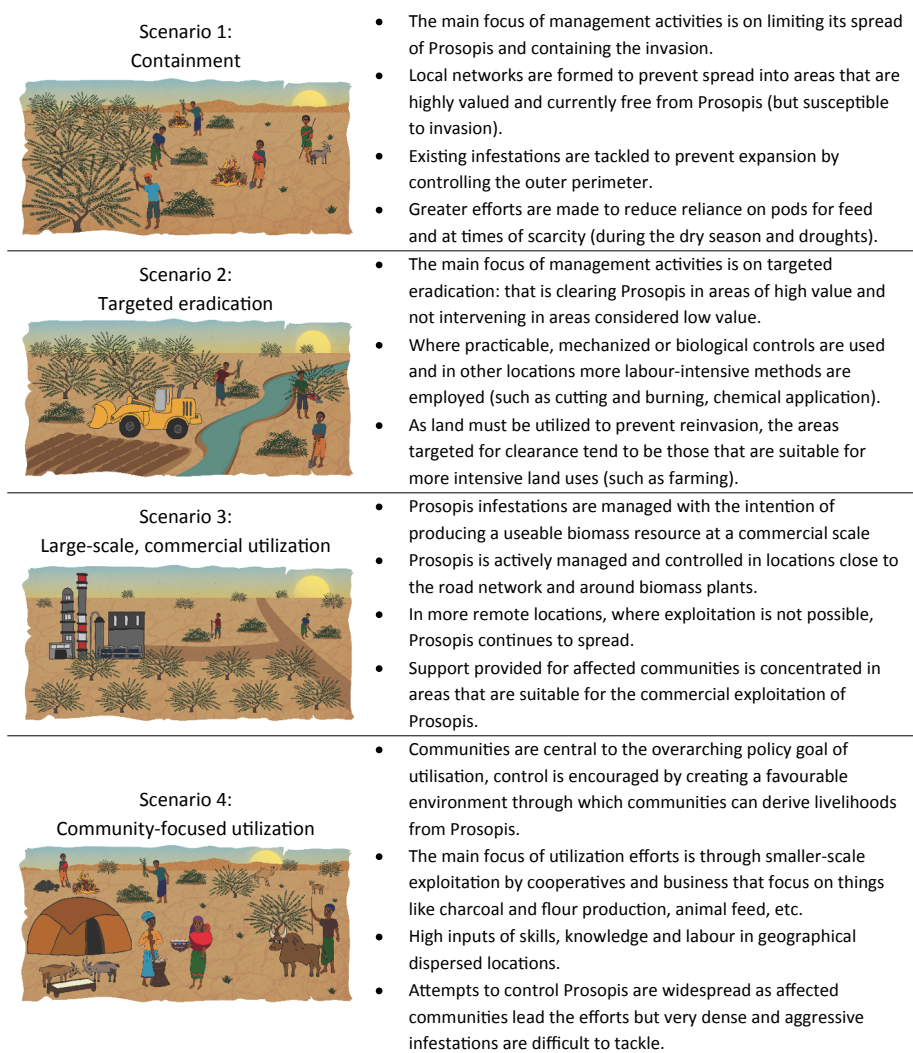 Scenario 1:
Containment
• The main focus of management activities is on limiting its spread
of Prosopis and containing the invasion.
• Local networks are formed to prevent spread into areas that are
highly valued and currently free from Prosopis (but susceptible
to invasion).
• Existing infestations are tackled to prevent expansion by
controlling the outer perimeter.
• Greater efforts are made to reduce reliance on pods for feed
and at times of scarcity (during the dry season and droughts).
Scenario 2:
Targeted eradication
• The main focus of management activities is on targeted
eradication: that is clearing Prosopis in areas of high value and
not intervening in areas considered low value.
• Where practicable, mechanized or biological controls are used
and in other locations more labour-intensive methods are
employed (such as cutting and burning, chemical application).
• As land must be utilized to prevent reinvasion, the areas
targeted for clearance tend to be those that are suitable for
more intensive land uses (such as farming).
Scenario 3:
Large-scale, commercial utilization
• Prosopis infestations are managed with the intention of
producing a useable biomass resource at a commercial scale
• Prosopis is actively managed and controlled in locations close to
the road network and around biomass plants.
• In more remote locations, where exploitation is not possible,
Prosopis continues to spread.
• Support provided for affected communities is concentrated in
areas that are suitable for the commercial exploitation of
Prosopis.
Scenario 4:
Community-focused utilization
• Communities are central to the overarching policy goal of
utilisation, control is encouraged by creating a favourable
environment through which communities can derive livelihoods
from Prosopis.
• The main focus of utilization efforts is through smaller-scale
exploitation by cooperatives and business that focus on things
like charcoal and flour production, animal feed, etc.
• High inputs of skills, knowledge and labour in geographical
dispersed locations.
• Attempts to control Prosopis are widespread as affected
communities lead the efforts but very dense and aggressive
infestations are difficult to tackle.